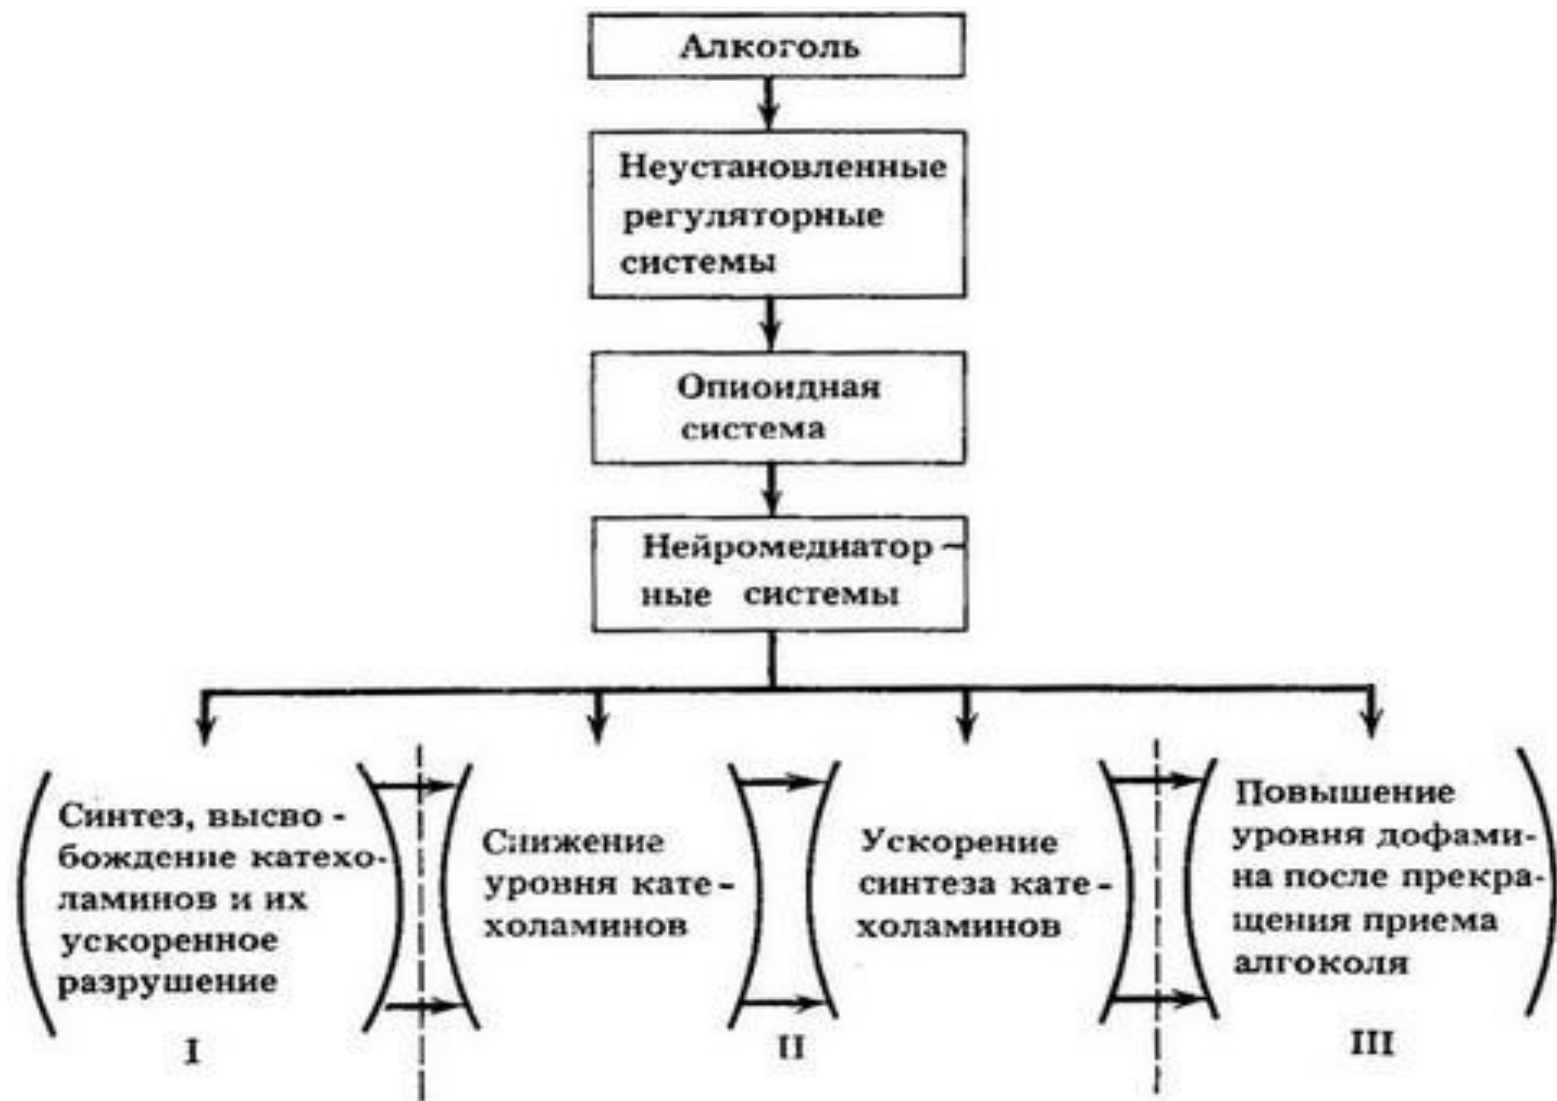 Алкоголь
Неустановленные
регуляторные
системы
Опиоидная
система
Нейромедиатор-
ные системы
Синтез, высво-
бождение катехо-
ламинов и их
ускоренное
разрушение
I
Снижение
уровня кате-
холаминов
Ускорение
синтеза кате-
холаминов
II
Повышение
уровня дофами-
на после прекра-
щения приема
алгоколя
III